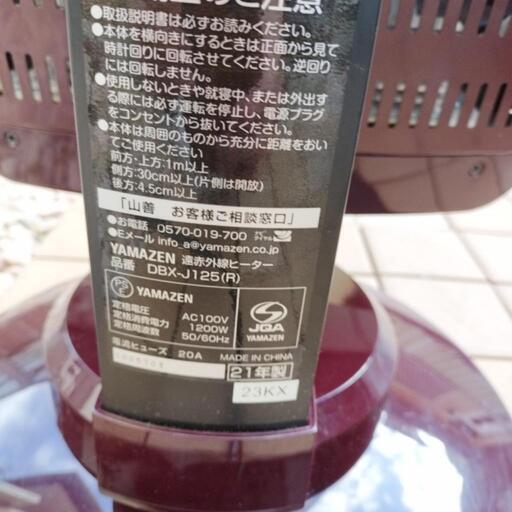 のご注意
●取扱説明書は必ずお読みください。
●本体を横向きにするときは正面から見て
時計回りに回転させてください。逆回り
には回転しません。
●使用しないときや就寝中、または外出す
る際には必ず運転を停止し、電源プラグ
をコンセントから抜いてください。
●本体は周囲のものから充分に距離をおい
てご使用ください
前方・上方:1m以上
側方:30cm以上(片側は開放)
後方:4.5cm以上
「山善 お客様ご相談窓口」
●お電話 0570-019-700 ナビダイヤル
●Eメール info_a@yamazen.co.jp
YAMAZEN 遠赤外線ヒーター
品番 DBX-J125(R)
PSE YAMAZEN
定格電圧 AC100V
定格消費電力 1200W
定格周波数 50/60Hz
電流ヒューズ 20A
S JQA YAMAZEN
MADE IN CHINA
21年製
23KX